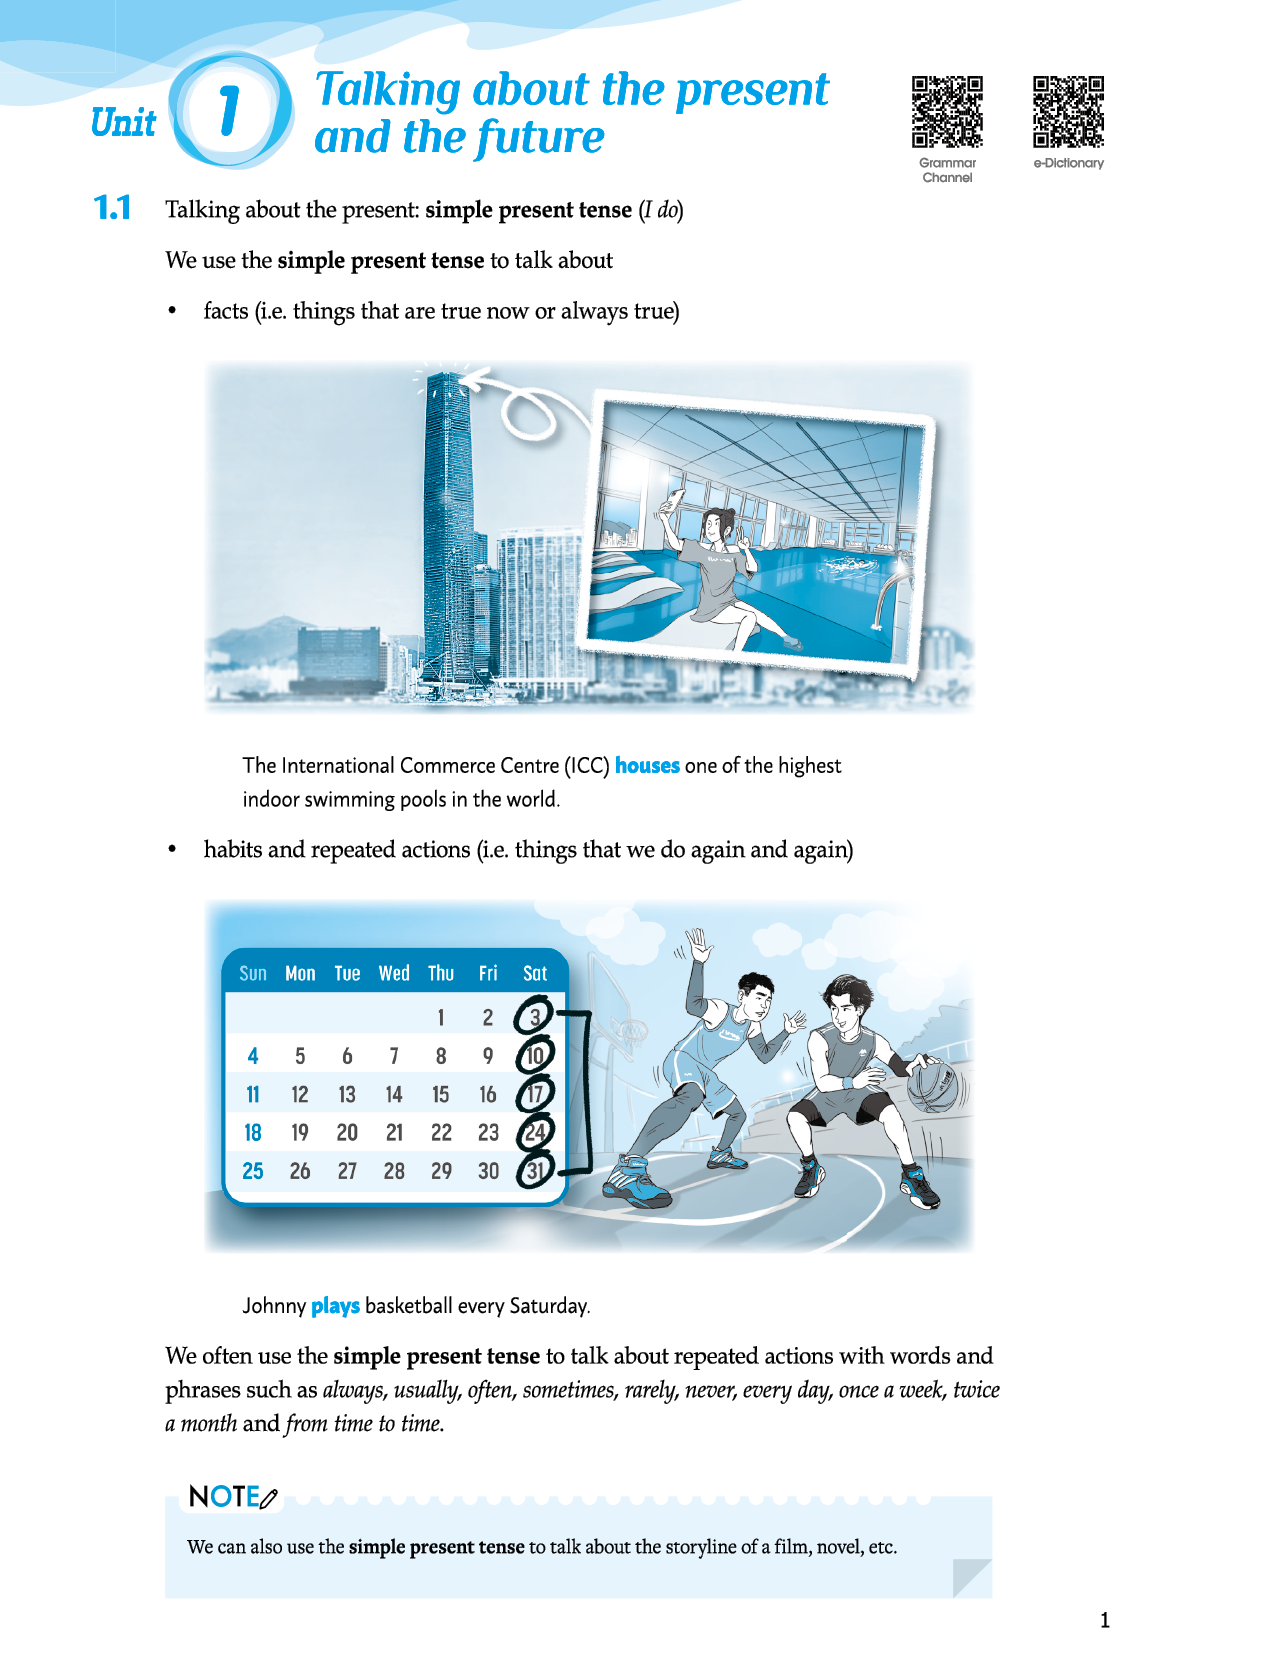 Unit 1
Talking about the present
and the future
Grammar
Channel
e-Dictionary
1.1 Talking about the present: simple present tense (I do)
We use the simple present tense to talk about
• facts (i.e. things that are true now or always true)
The International Commerce Centre (ICC) houses one of the highest
indoor swimming pools in the world.
• habits and repeated actions (i.e. things that we do again and again)
Sun Mon Tue Wed Thu Fri Sat
1 2 3
4 5 6 7 8 9 10
11 12 13 14 15 16 17
18 19 20 21 22 23 24
25 26 27 28 29 30 31
Johnny plays basketball every Saturday.
We often use the simple present tense to talk about repeated actions with words and
phrases such as always, usually, often, sometimes, rarely, never, every day, once a week, twice
a month and from time to time.
NOTE
We can also use the simple present tense to talk about the storyline of a film, novel, etc.
1